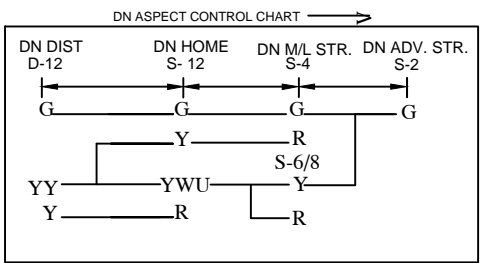 DN ASPECT CONTROL CHART
DN DIST DN HOME DN M/L STR. DN ADV. STR.
D-12 S- 12 S-4 S-2
G G G G
Y R
S-6/8
YY YWU Y
Y R R